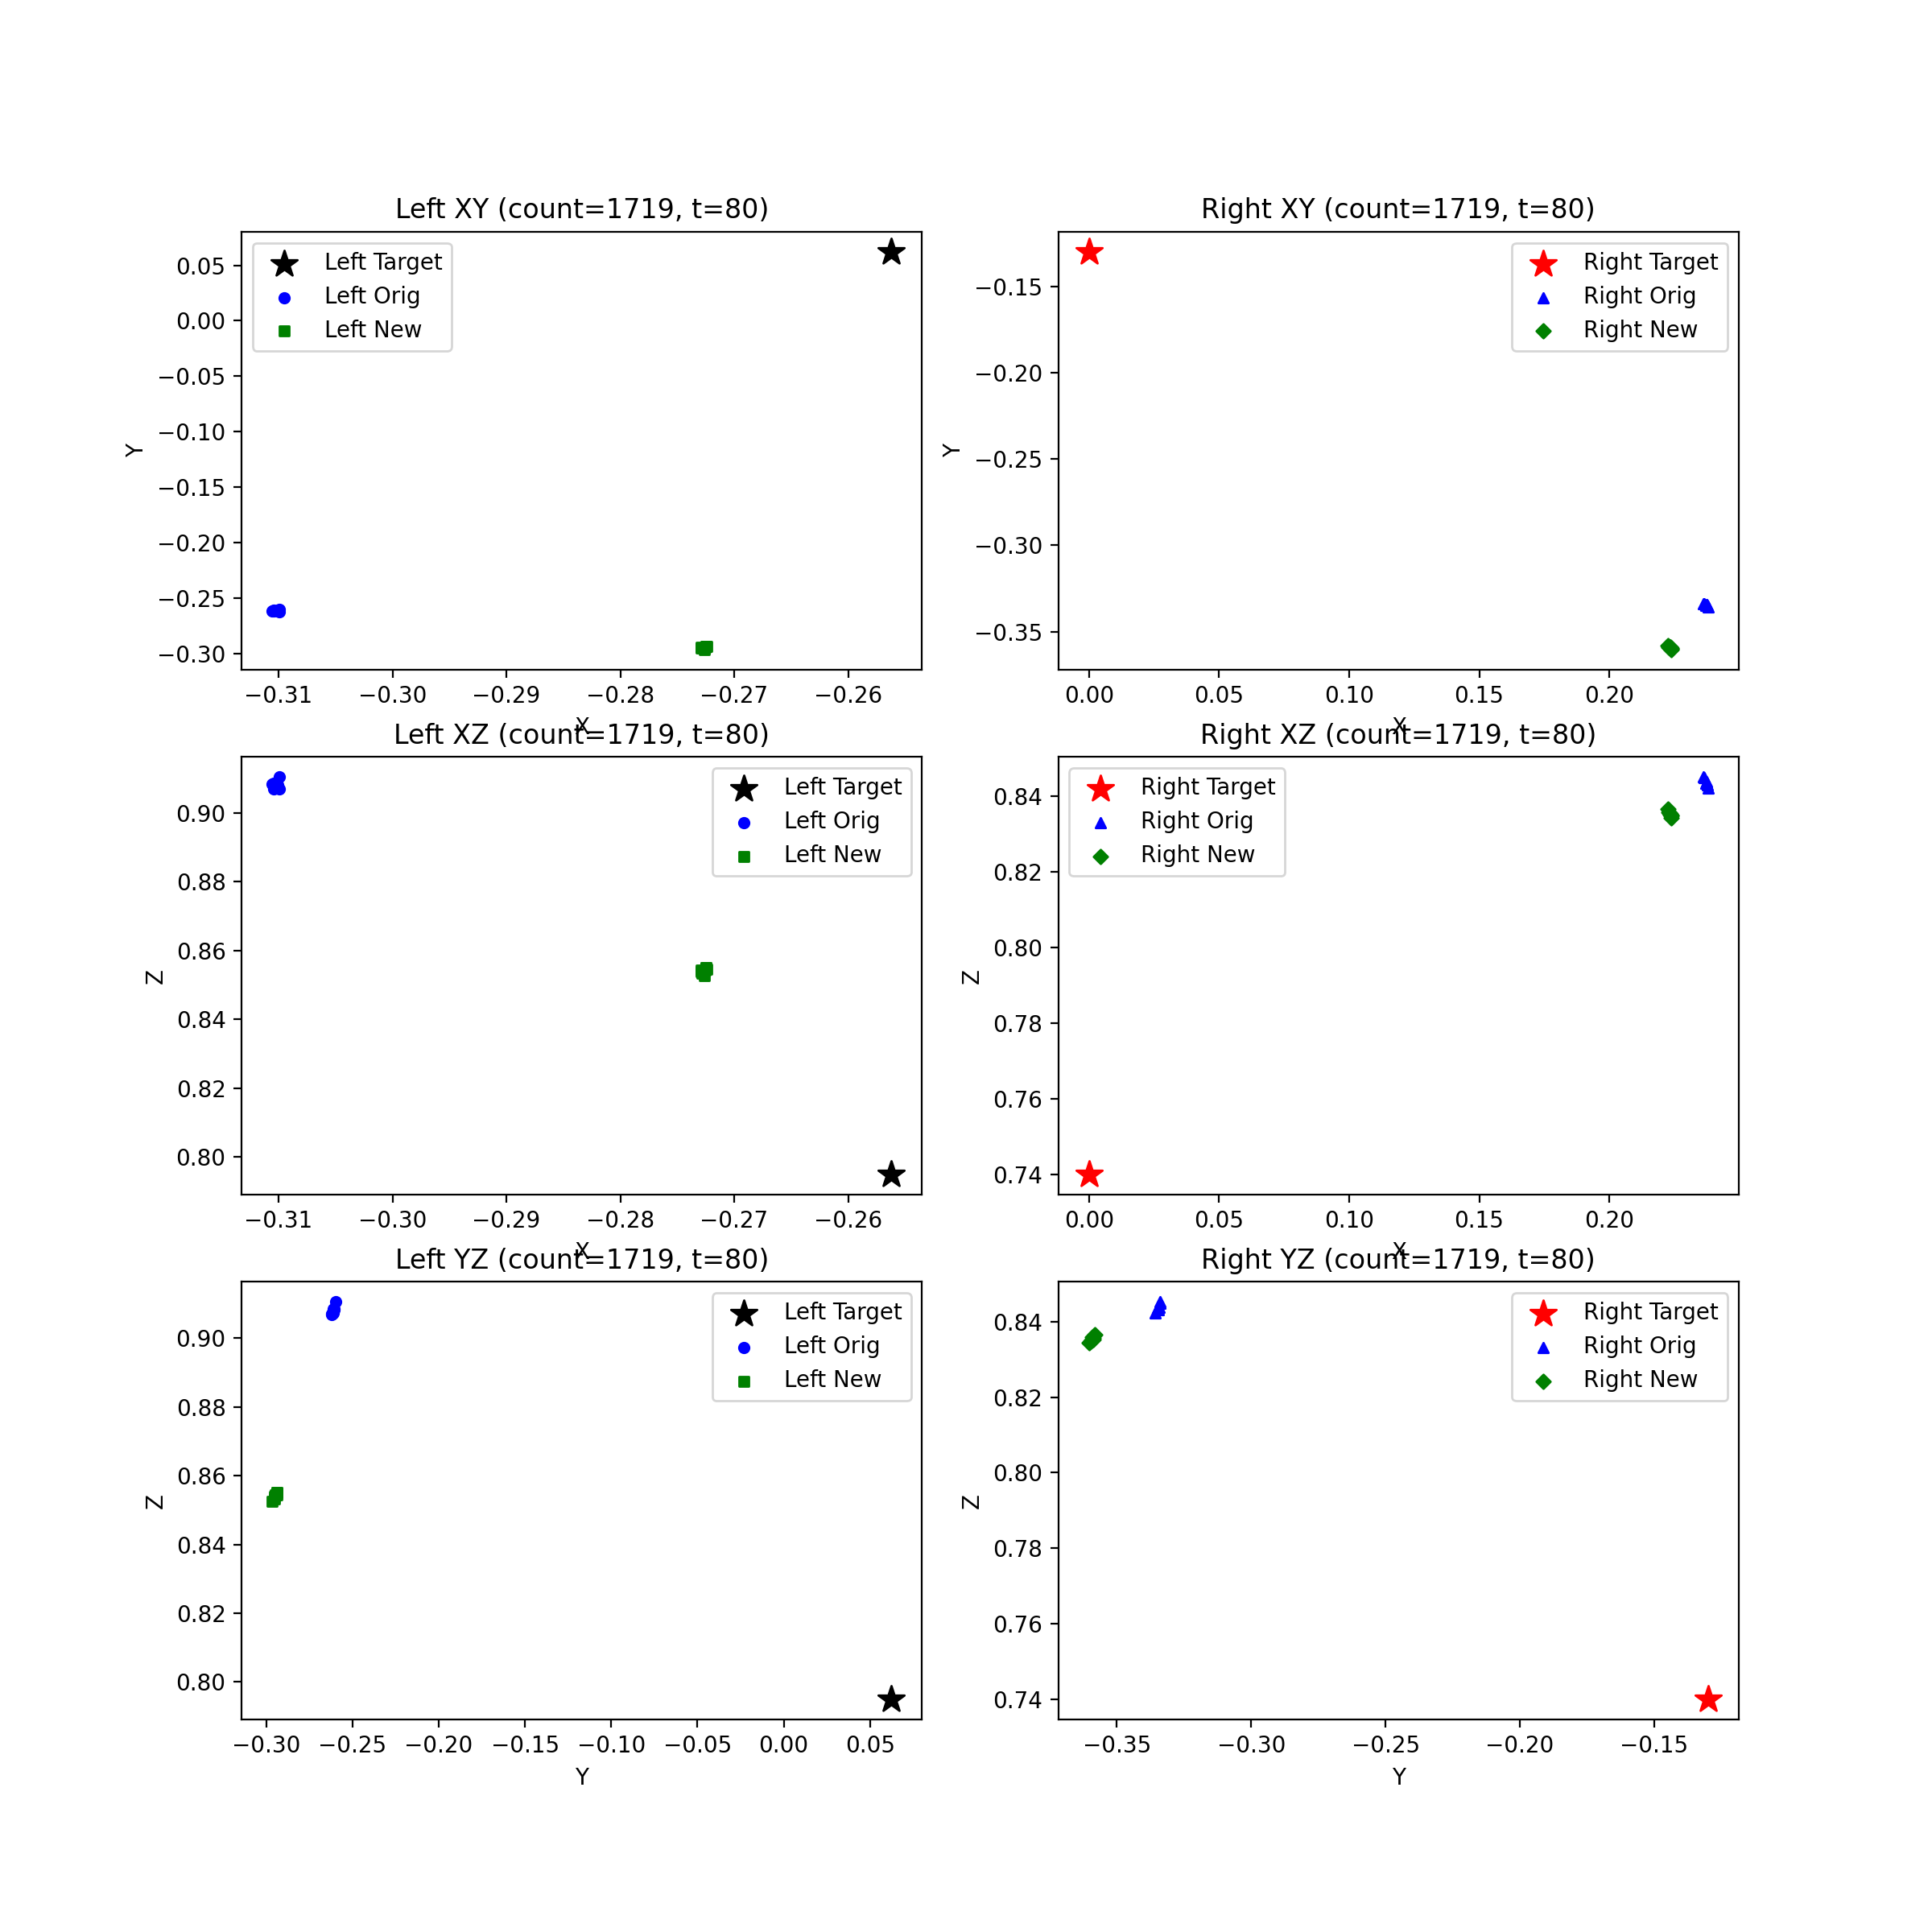 Left XY (count=1719, t=80)
Left Target
Left Orig
Left New
0.05
0.00
−0.05
−0.10
−0.15
−0.20
−0.25
−0.30
Y
−0.31 −0.30 −0.29 −0.28 −0.27 −0.26
X
Right XY (count=1719, t=80)
Right Target
Right Orig
Right New
−0.15
−0.20
−0.25
−0.30
−0.35
Y
0.00 0.05 0.10 0.15 0.20
X
Left XZ (count=1719, t=80)
Left Target
Left Orig
Left New
0.90
0.88
0.86
0.84
0.82
0.80
Z
−0.31 −0.30 −0.29 −0.28 −0.27 −0.26
X
Right XZ (count=1719, t=80)
Right Target
Right Orig
Right New
0.84
0.82
0.80
0.78
0.76
0.74
Z
0.00 0.05 0.10 0.15 0.20
X
Left YZ (count=1719, t=80)
Left Target
Left Orig
Left New
0.90
0.88
0.86
0.84
0.82
0.80
Z
−0.30 −0.25 −0.20 −0.15 −0.10 −0.05 0.00 0.05
Y
Right YZ (count=1719, t=80)
Right Target
Right Orig
Right New
0.84
0.82
0.80
0.78
0.76
0.74
Z
−0.35 −0.30 −0.25 −0.20 −0.15
Y